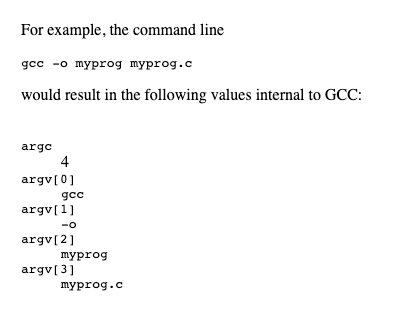 For example, the command line
gcc -o myprog myprog.c
would result in the following values internal to GCC:
argc
4
argv[0]
gcc
argv[1]
-o
argv[2]
myprog
argv[3]
myprog.c